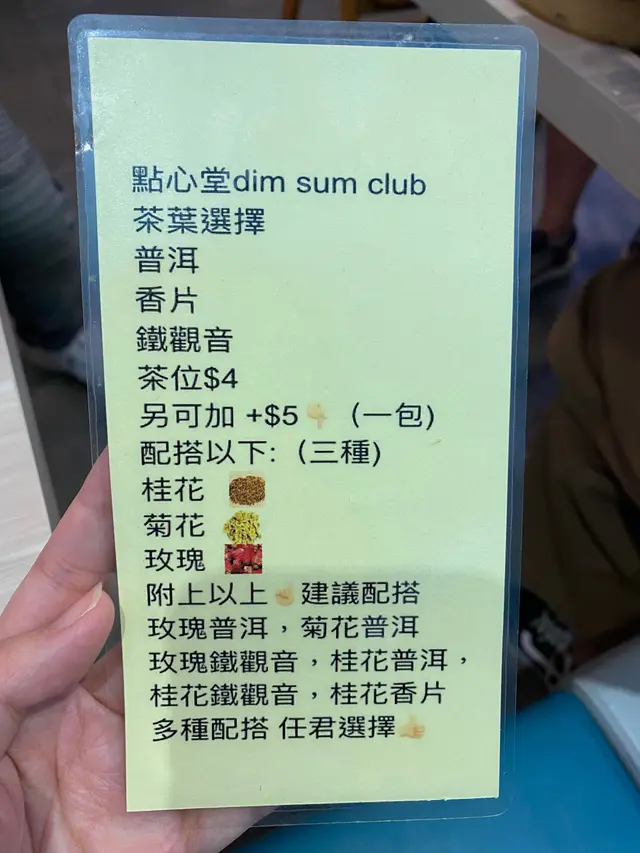 點心堂dim sum club
茶葉選擇
普洱
香片
鐵觀音
茶位$4
另可加 +$5👇 （一包)
配搭以下:（三種)
桂花
菊花
玫瑰
附上以上☝建議配搭
玫瑰普洱，菊花普洱
玫瑰鐵觀音，桂花普洱，
桂花鐵觀音，桂花香片
多種配搭 任君選擇👍